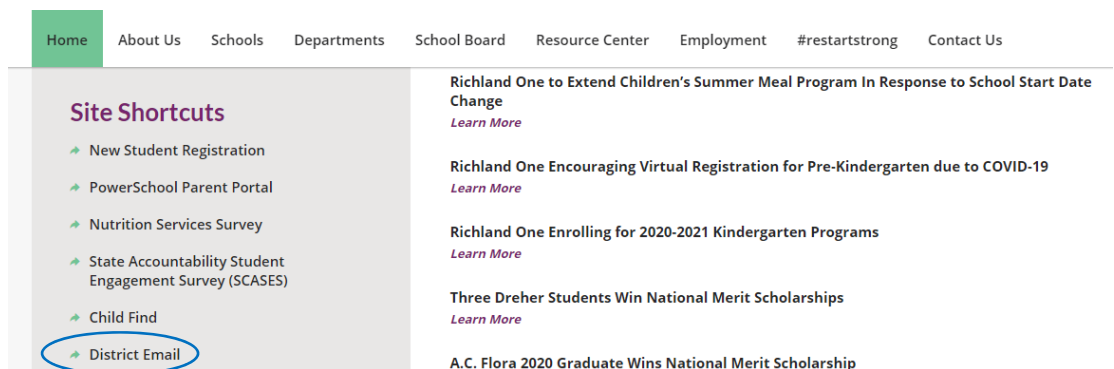 Home About Us Schools Departments School Board Resource Center Employment #restartstrong Contact Us
Site Shortcuts
New Student Registration
PowerSchool Parent Portal
Nutrition Services Survey
State Accountability Student
Engagement Survey (SCASES)
Child Find
District Email
Richland One to Extend Children’s Summer Meal Program In Response to School Start Date
Change
Learn More
Richland One Encouraging Virtual Registration for Pre-Kindergarten due to COVID-19
Learn More
Richland One Enrolling for 2020-2021 Kindergarten Programs
Learn More
Three Dreher Students Win National Merit Scholarships
Learn More
A.C. Flora 2020 Graduate Wins National Merit Scholarship